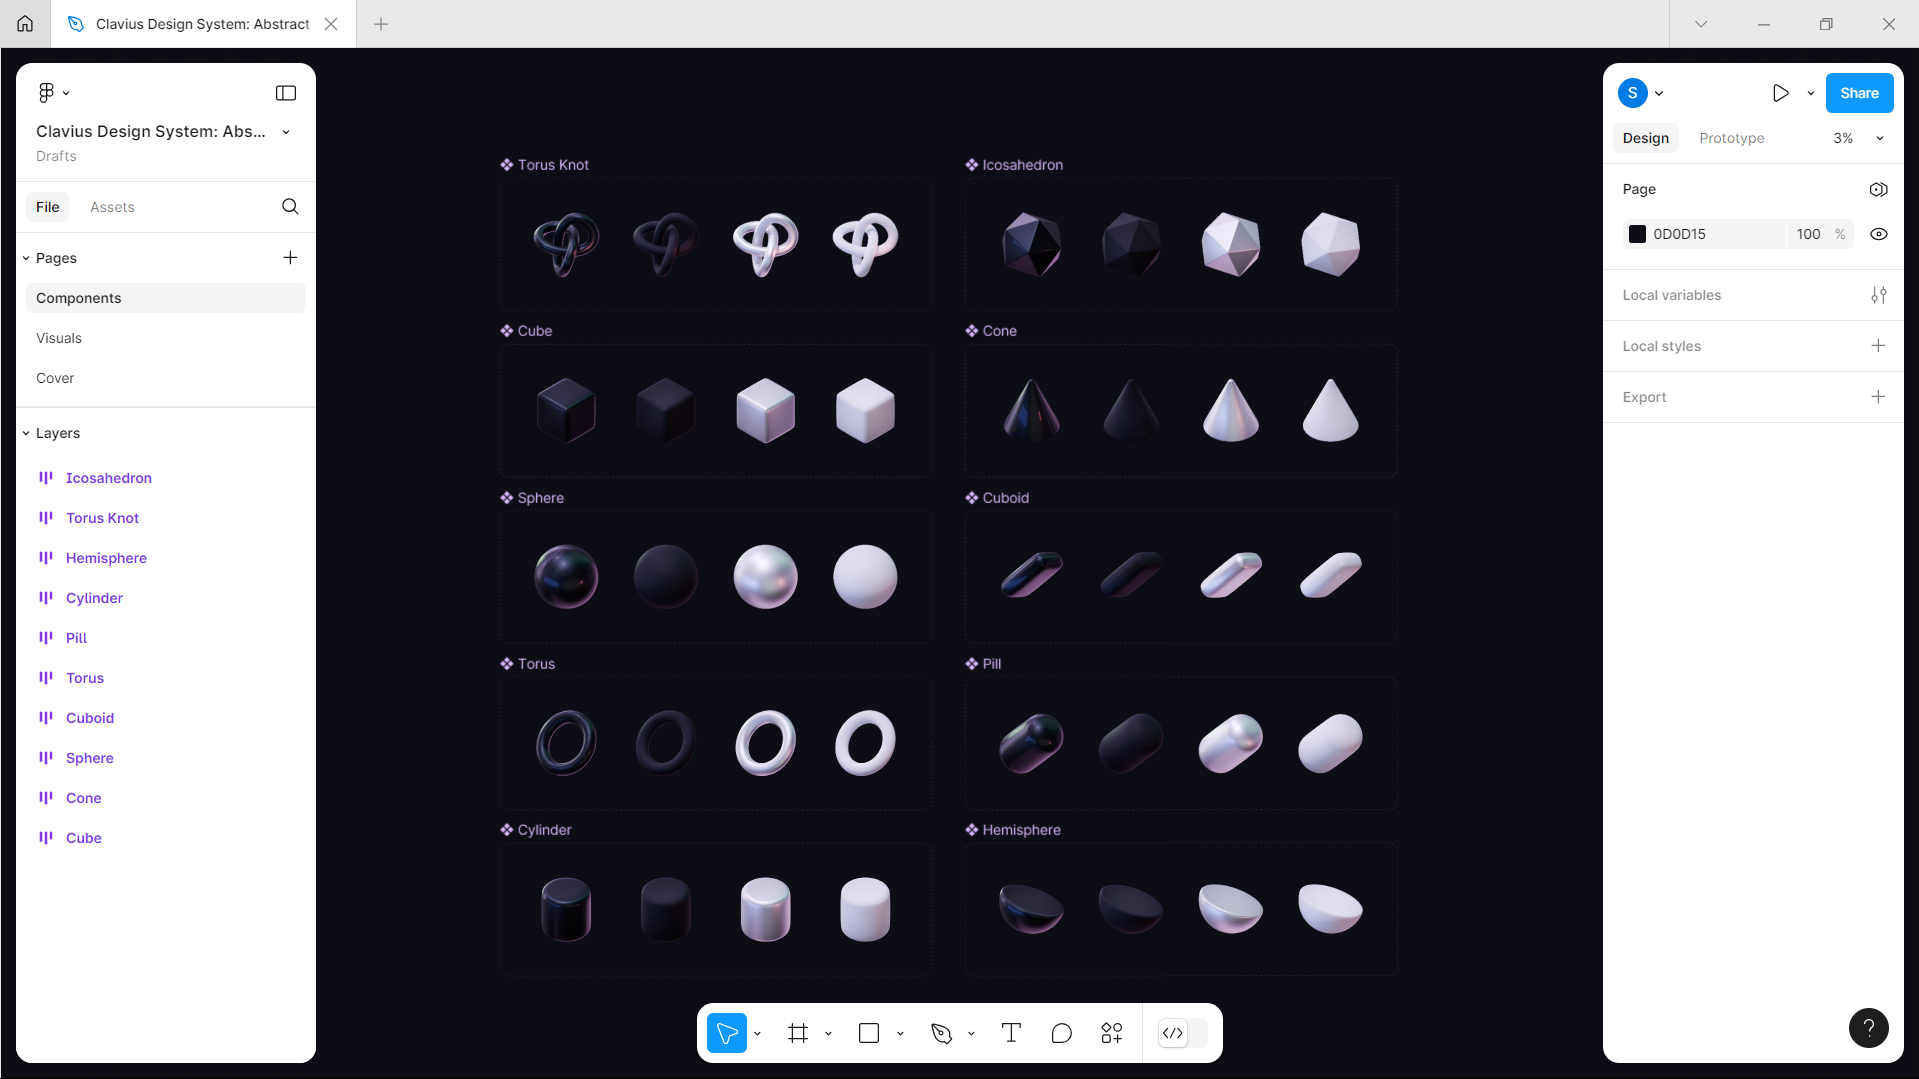 Clavius Design System: Abstract
Clavius Design System: Abs...
Drafts
File
Assets
Pages
Components
Visuals
Cover
Layers
Icosahedron
Torus Knot
Hemisphere
Cylinder
Pill
Torus
Cuboid
Sphere
Cone
Cube
Torus Knot
Icosahedron
Cube
Cone
Sphere
Cuboid
Torus
Pill
Cylinder
Hemisphere
S
Share
Design
Prototype
3%
Page
0D0D15
100
%
Local variables
Local styles
Export
?